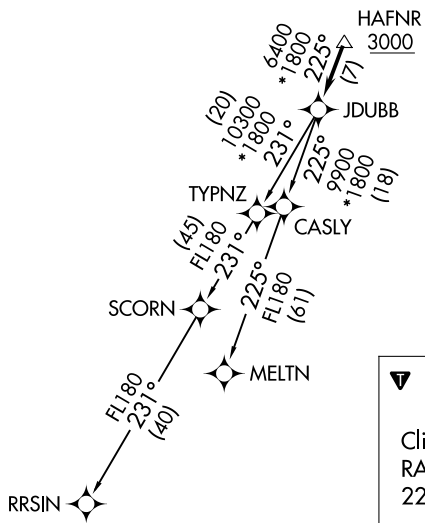 HAFNR
3000
6400
*1800
225°
(7)
JDUBB
(20)
10300
*1800
231°
225°
9900
*1800
(18)
TYPNZ
CASLY
(45)
FL180
231°
225°
FL180
(61)
SCORN
MELTN
FL180
231°
(40)
RRSIN
T
Cli
RA
22